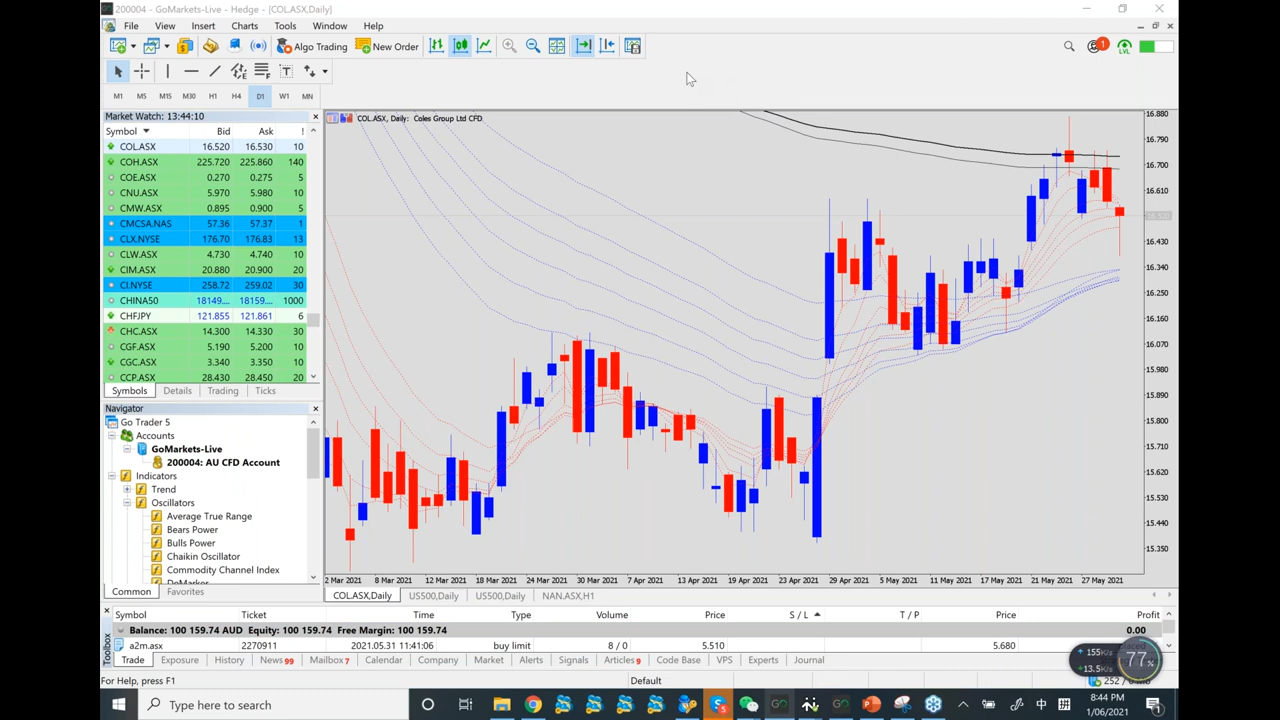 200004 - GoMarkets-Live - Hedge - [COL.ASX,Daily]
File View Insert Charts Tools Window Help
Algo Trading New Order
1
LVL
T
M1 M5 M15 M30 H1 H4 D1 W1 MN
Market Watch: 13:44:10
Symbol Bid Ask !
COL.ASX 16.520 16.530 10
COH.ASX 225.720 225.860 140
COE.ASX 0.270 0.275 5
CNU.ASX 5.970 5.980 10
CMW.ASX 0.895 0.900 5
CMCSA.NAS 57.36 57.37 1
CLX.NYSE 176.70 176.83 13
CLW.ASX 4.730 4.740 10
CIM.ASX 20.880 20.900 20
CI.NYSE 258.72 259.02 30
CHINA50 18149.... 18159.... 1000
CHFJPY 121.855 121.861 6
CHC.ASX 14.300 14.330 30
CGF.ASX 5.190 5.200 10
CGC.ASX 3.340 3.350 10
CCP.ASX 28.430 28.450 20
Symbols Details Trading Ticks
Navigator
Go Trader 5
Accounts
GoMarkets-Live
200004: AU CFD Account
Indicators
Trend
Oscillators
Average True Range
Bears Power
Bulls Power
Chaikin Oscillator
Commodity Channel Index
DeMarker
Common Favorites
COL.ASX, Daily: Coles Group Ltd CFD
16.880
16.790
16.700
16.610
16.530
16.430
16.340
16.250
16.160
16.070
15.980
15.890
15.800
15.710
15.620
15.530
15.440
15.350
2 Mar 2021 8 Mar 2021 12 Mar 2021 18 Mar 2021 24 Mar 2021 30 Mar 2021 7 Apr 2021 13 Apr 2021 19 Apr 2021 23 Apr 2021 29 Apr 2021 5 May 2021 11 May 2021 17 May 2021 21 May 2021 27 May 2021
COL.ASX,Daily US500,Daily US500,Daily NAN.ASX,H1
Toolbox
Symbol Ticket Time Type Volume Price S / L T / P Price Profit
Balance: 100 159.74 AUD Equity: 100 159.74 Free Margin: 100 159.74 0.00
a2m.asx 2270911 2021.05.31 11:41:06 buy limit 8 / 0 5.510 5.680
Trade Exposure History News 99 Mailbox 7 Calendar Company Market Alerts Signals Articles 9 Code Base VPS Experts Journal
155K/s
13.5K/s
77%
For Help, press F1 Default
Type here to search
中
8:44 PM
1/06/2021